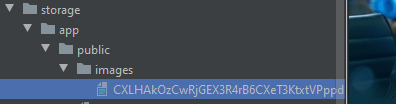 storage
app
public
images
CXLHAkOzCwRjGEX3R4rB6CXeT3KtxtVPppd